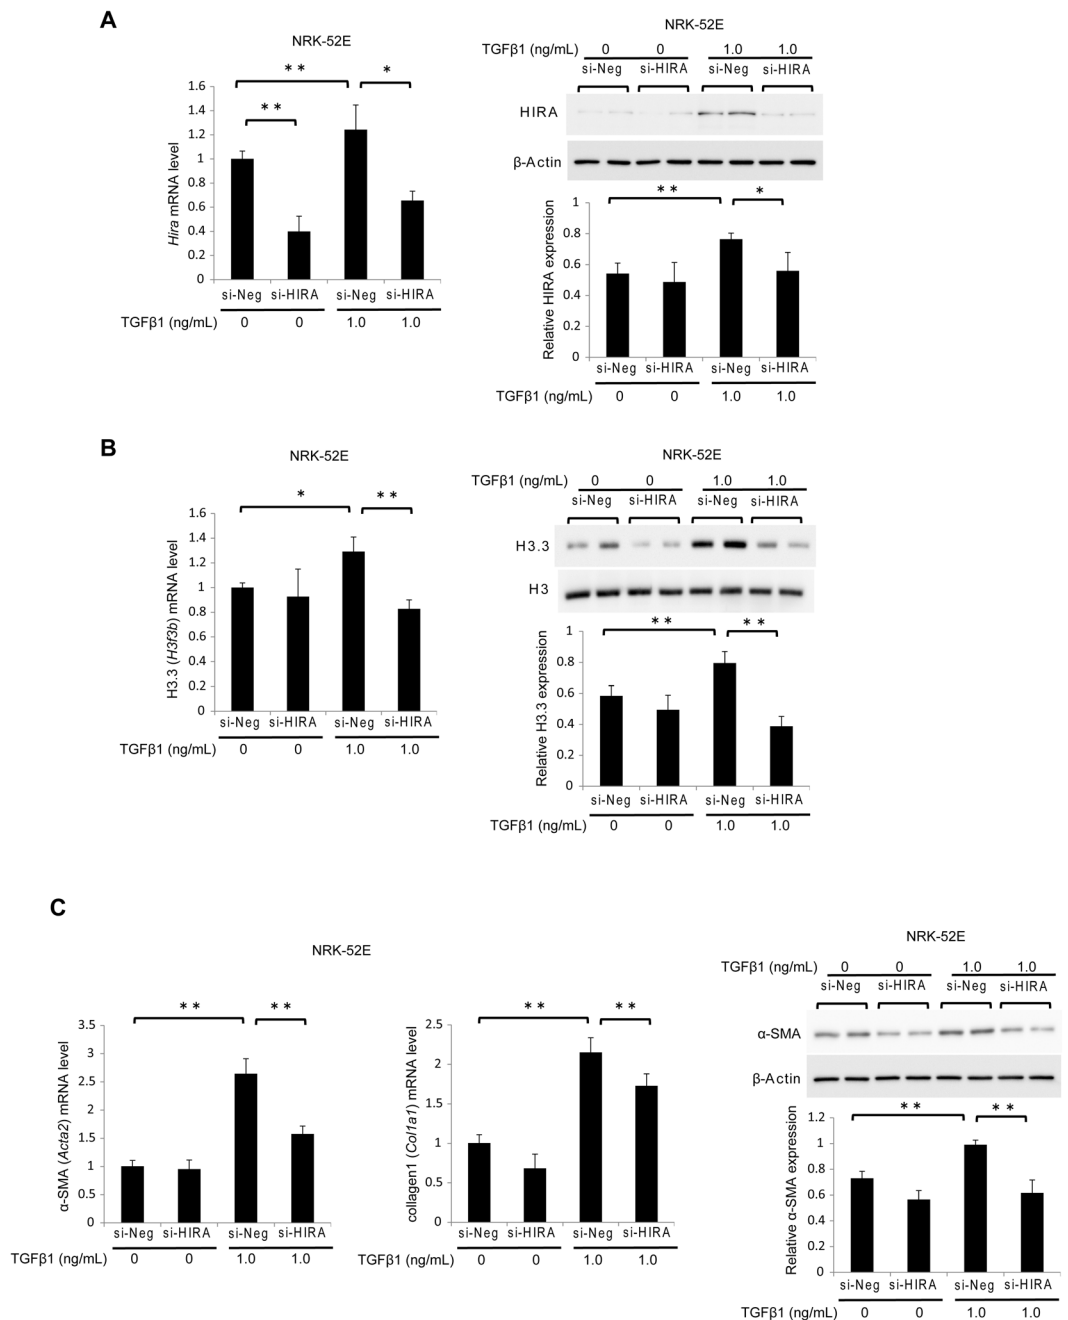 A
NRK-52E
* *
*
* *
1.6
1.4
1.2
1
0.8
0.6
0.4
0.2
0
Hira mRNA level
si-Neg si-HIRA si-Neg si-HIRA
TGFβ1 (ng/mL) 0 0 1.0 1.0
NRK-52E
TGFβ1 (ng/mL) 0 0 1.0 1.0
si-Neg si-HIRA si-Neg si-HIRA
HIRA
β-Actin
* *
*
1
0.8
0.6
0.4
0.2
0
Relative HIRA expression
si-Neg si-HIRA si-Neg si-HIRA
TGFβ1 (ng/mL) 0 0 1.0 1.0
B
NRK-52E
*
* *
1.6
1.4
1.2
1
0.8
0.6
0.4
0.2
0
H3.3 (H3f3b) mRNA level
si-Neg si-HIRA si-Neg si-HIRA
TGFβ1 (ng/mL) 0 0 1.0 1.0
NRK-52E
TGFβ1 (ng/mL) 0 0 1.0 1.0
si-Neg si-HIRA si-Neg si-HIRA
H3.3
H3
* *
* *
1
0.8
0.6
0.4
0.2
0
Relative H3.3 expression
si-Neg si-HIRA si-Neg si-HIRA
TGFβ1 (ng/mL) 0 0 1.0 1.0
C
NRK-52E
* *
* *
3.5
3
2.5
2
1.5
1
0.5
0
α-SMA (Acta2) mRNA level
si-Neg si-HIRA si-Neg si-HIRA
TGFβ1 (ng/mL) 0 0 1.0 1.0
* *
* *
2.5
2
1.5
1
0.5
0
collagen1 (Col1a1) mRNA level
si-Neg si-HIRA si-Neg si-HIRA
TGFβ1 (ng/mL) 0 0 1.0 1.0
NRK-52E
TGFβ1 (ng/mL) 0 0 1.0 1.0
si-Neg si-HIRA si-Neg si-HIRA
α-SMA
β-Actin
* *
* *
1.2
1
0.8
0.6
0.4
0.2
0
Relative α-SMA expression
si-Neg si-HIRA si-Neg si-HIRA
TGFβ1 (ng/mL) 0 0 1.0 1.0